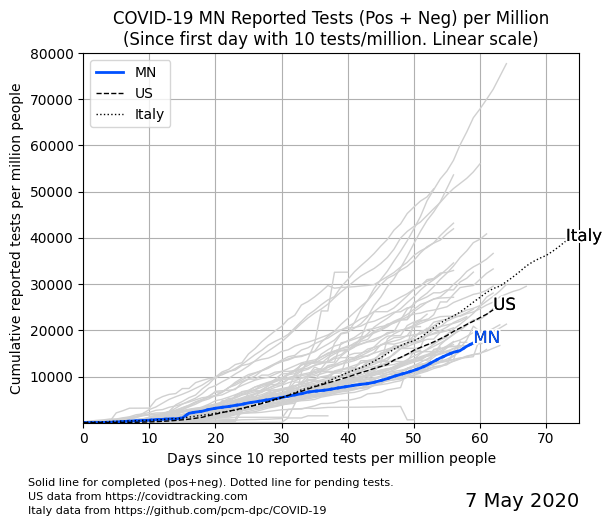 COVID-19 MN Reported Tests (Pos + Neg) per Million
(Since first day with 10 tests/million. Linear scale)
Cumulative reported tests per million people
80000
70000
60000
50000
40000
30000
20000
10000
MN
US
Italy
Italy
US
MN
0 10 20 30 40 50 60 70
Days since 10 reported tests per million people
Solid line for completed (pos+neg). Dotted line for pending tests.
US data from https://covidtracking.com
Italy data from https://github.com/pcm-dpc/COVID-19
7 May 2020